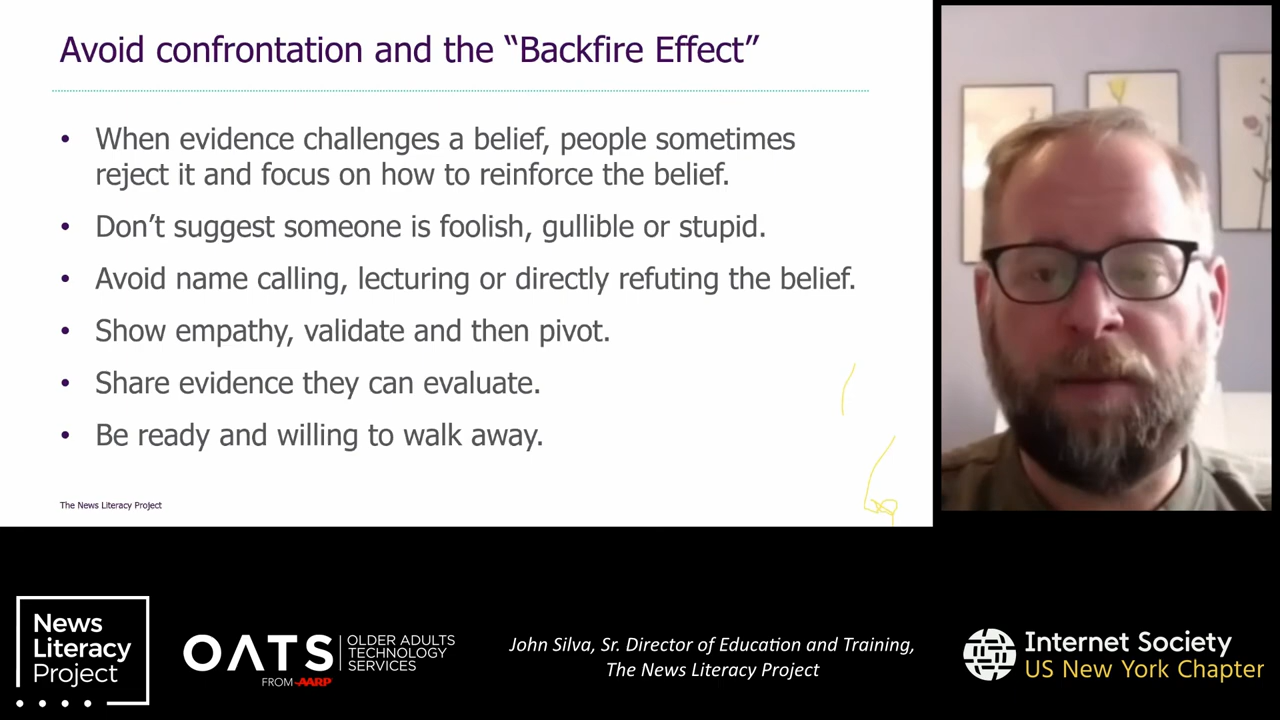 Avoid confrontation and the “Backfire Effect”
• When evidence challenges a belief, people sometimes
reject it and focus on how to reinforce the belief.
• Don’t suggest someone is foolish, gullible or stupid.
• Avoid name calling, lecturing or directly refuting the belief.
• Show empathy, validate and then pivot.
• Share evidence they can evaluate.
• Be ready and willing to walk away.
The News Literacy Project
News
Literacy
Project
OATS
OLDER ADULTS
TECHNOLOGY
SERVICES
FROM AARP
John Silva, Sr. Director of Education and Training,
The News Literacy Project
Internet Society
US New York Chapter